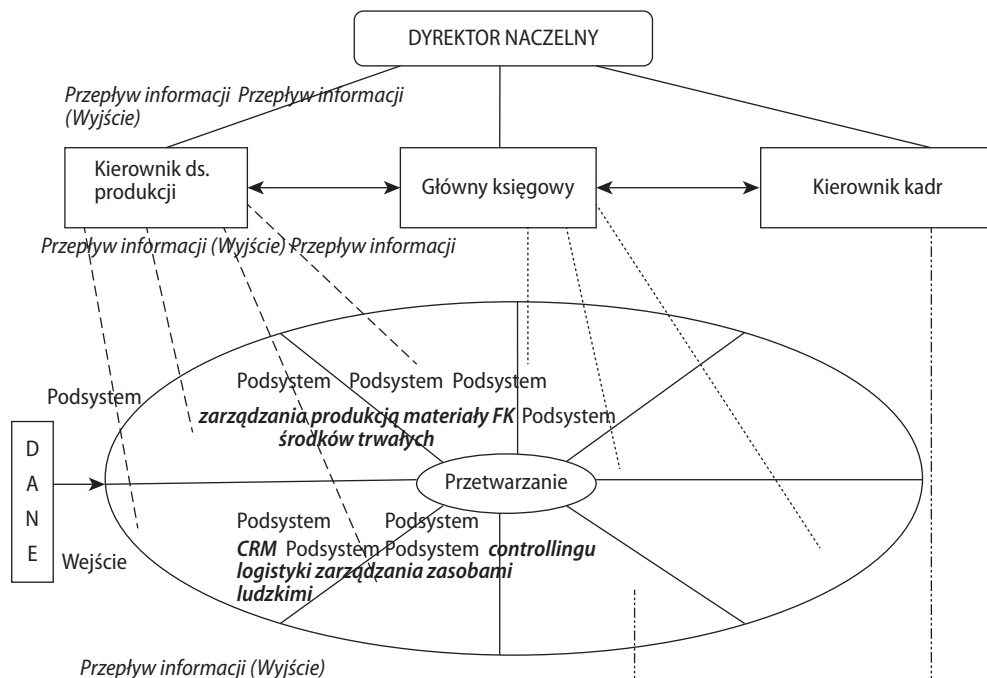 DYREKTOR NACZELNY
Przepływ informacji Przepływ informacji
(Wyjście)
Kierownik ds.
produkcji
Główny księgowy
Kierownik kadr
Przepływ informacji (Wyjście) Przepływ informacji
Podsystem
Podsystem Podsystem Podsystem
zarządzania produkcją materiały FK Podsystem
środków trwałych
D
A
N
E
Przetwarzanie
Podsystem Podsystem
CRM Podsystem Podsystem controllingu
Wejście
logistyki zarządzania zasobami
ludzkimi
Przepływ informacji (Wyjście)